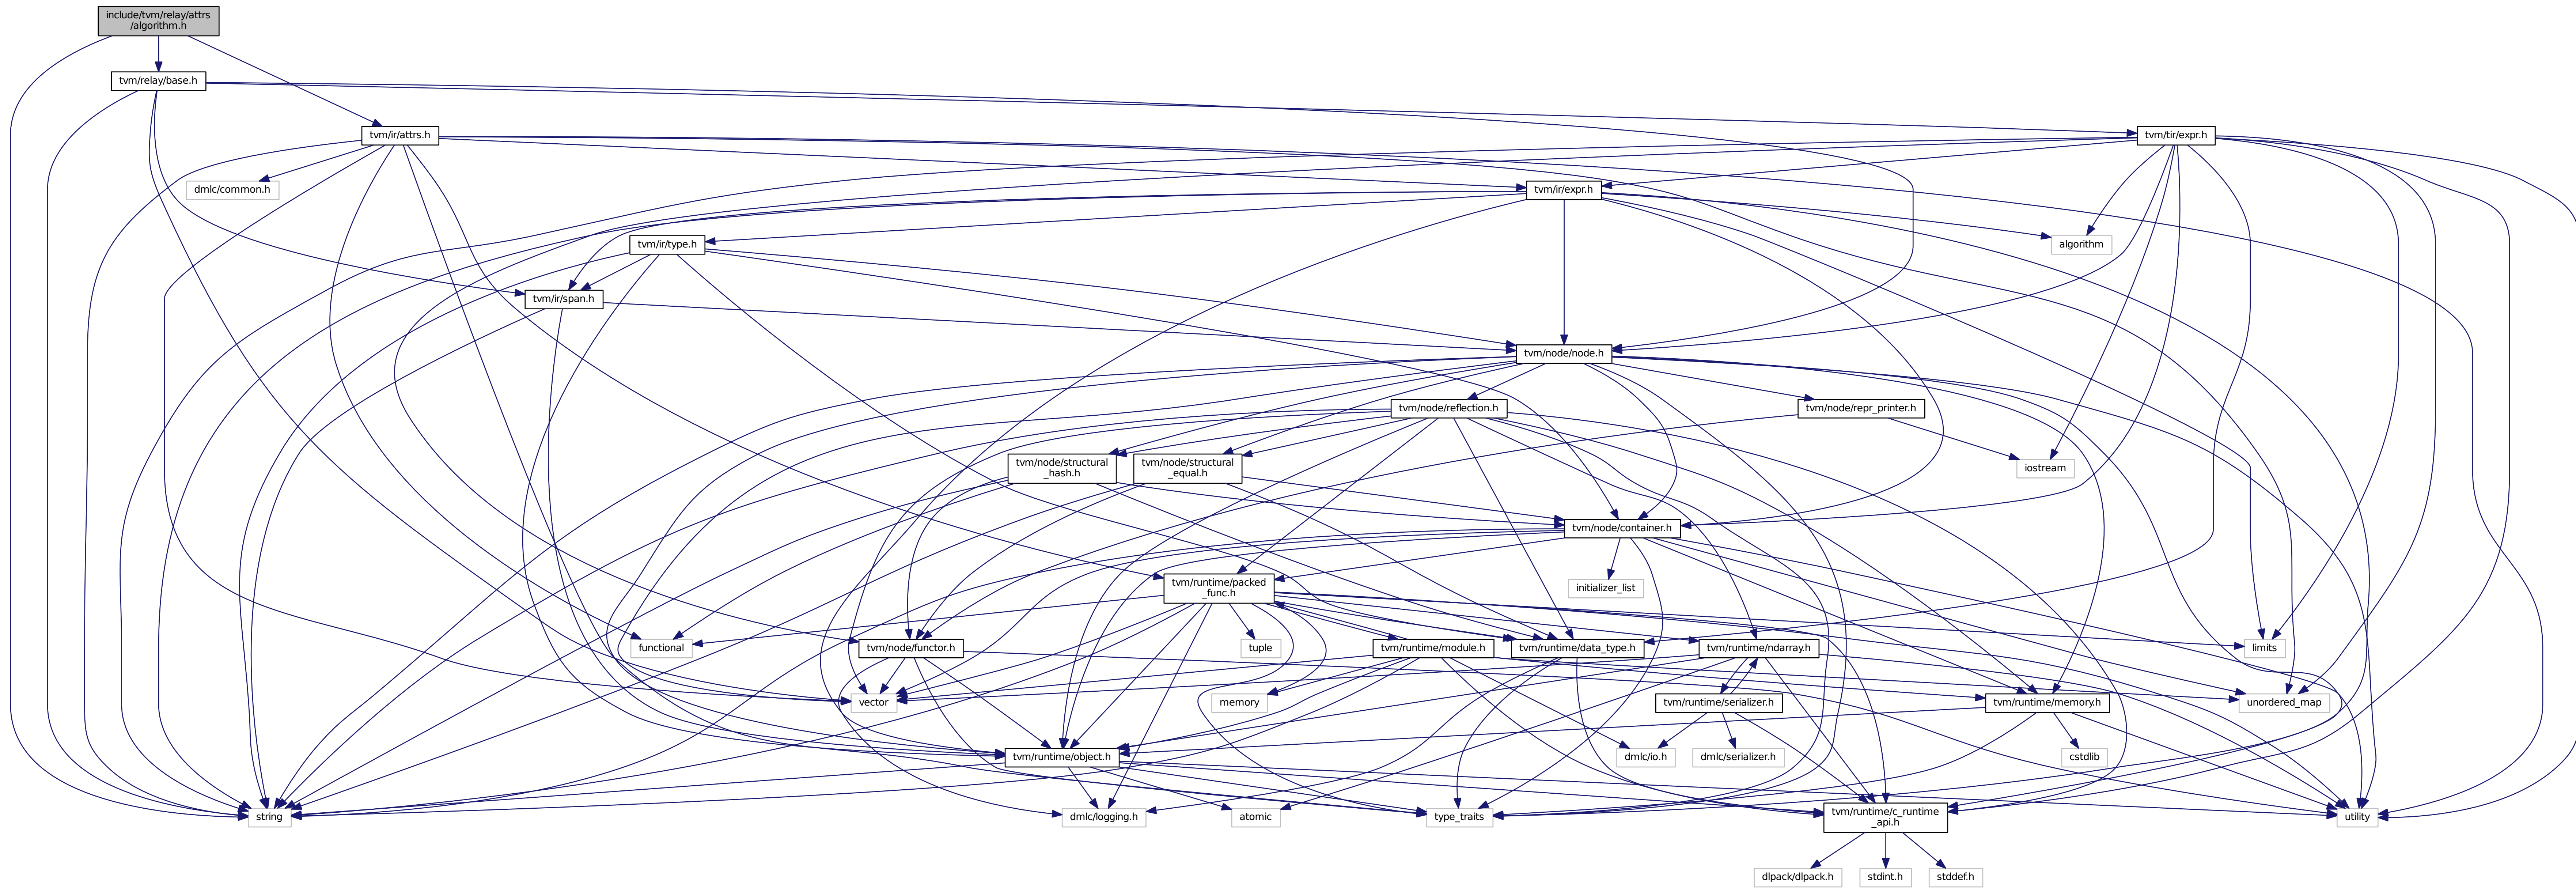 include/tvm/relay/attrs
/algorithm.h
tvm/relay/base.h
tvm/ir/attrs.h
tvm/tir/expr.h
dmlc/common.h
tvm/ir/expr.h
tvm/ir/type.h
algorithm
tvm/ir/span.h
tvm/node/node.h
tvm/node/reflection.h
tvm/node/repr_printer.h
tvm/node/structural
_hash.h
tvm/node/structural
_equal.h
iostream
tvm/node/container.h
tvm/runtime/packed
_func.h
initializer_list
functional
tvm/node/functor.h
tuple
tvm/runtime/module.h
tvm/runtime/data_type.h
tvm/runtime/ndarray.h
limits
vector
memory
tvm/runtime/serializer.h
tvm/runtime/memory.h
unordered_map
tvm/runtime/object.h
dmlc/io.h
dmlc/serializer.h
cstdlib
string
dmlc/logging.h
atomic
type_traits
tvm/runtime/c_runtime
_api.h
utility
dlpack/dlpack.h
stdint.h
stddef.h